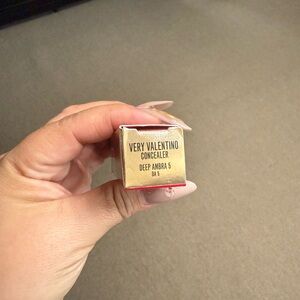 VERY VALENTINO
CONCEALER
DEEP AMBRA 5
DA 5